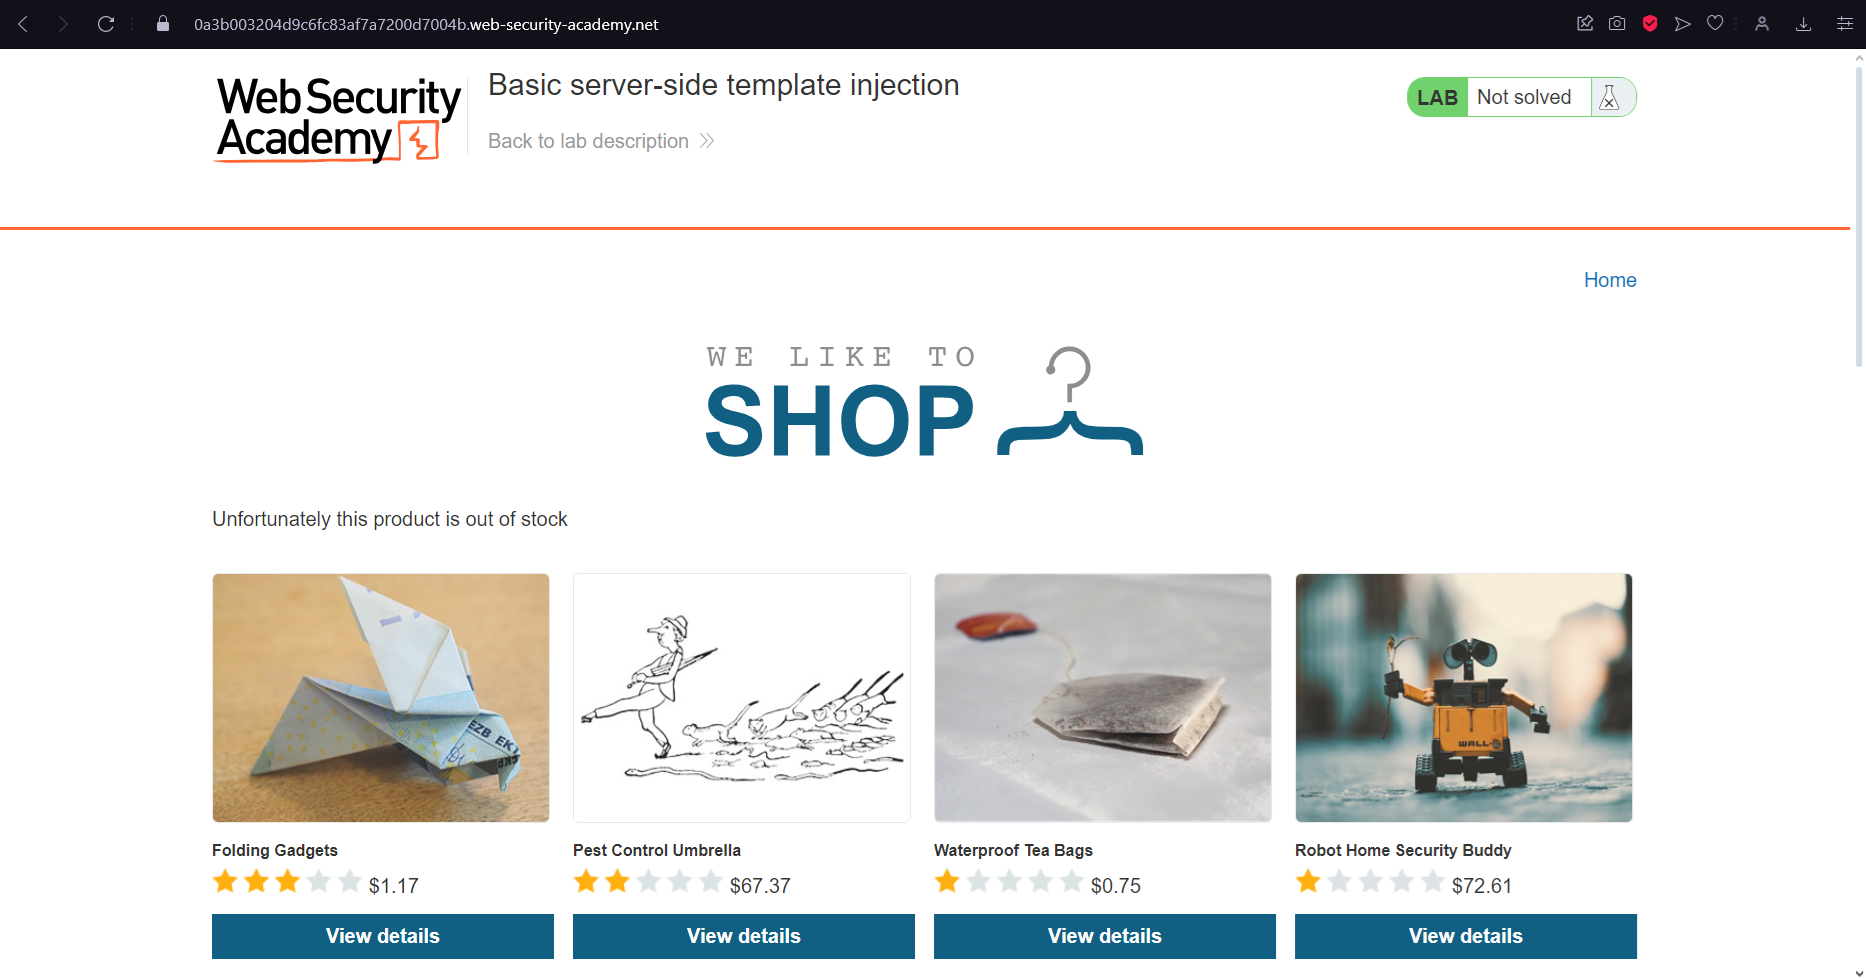 0a3b003204d9c6fc83af7a7200d7004b.web-security-academy.net
Web Security
Academy
Basic server-side template injection
Back to lab description
LAB Not solved
Home
WE LIKE TO
SHOP
Unfortunately this product is out of stock
EZB EKT
WALL·E
Folding Gadgets
Pest Control Umbrella
Waterproof Tea Bags
Robot Home Security Buddy
$1.17
$67.37
$0.75
$72.61
View details
View details
View details
View details